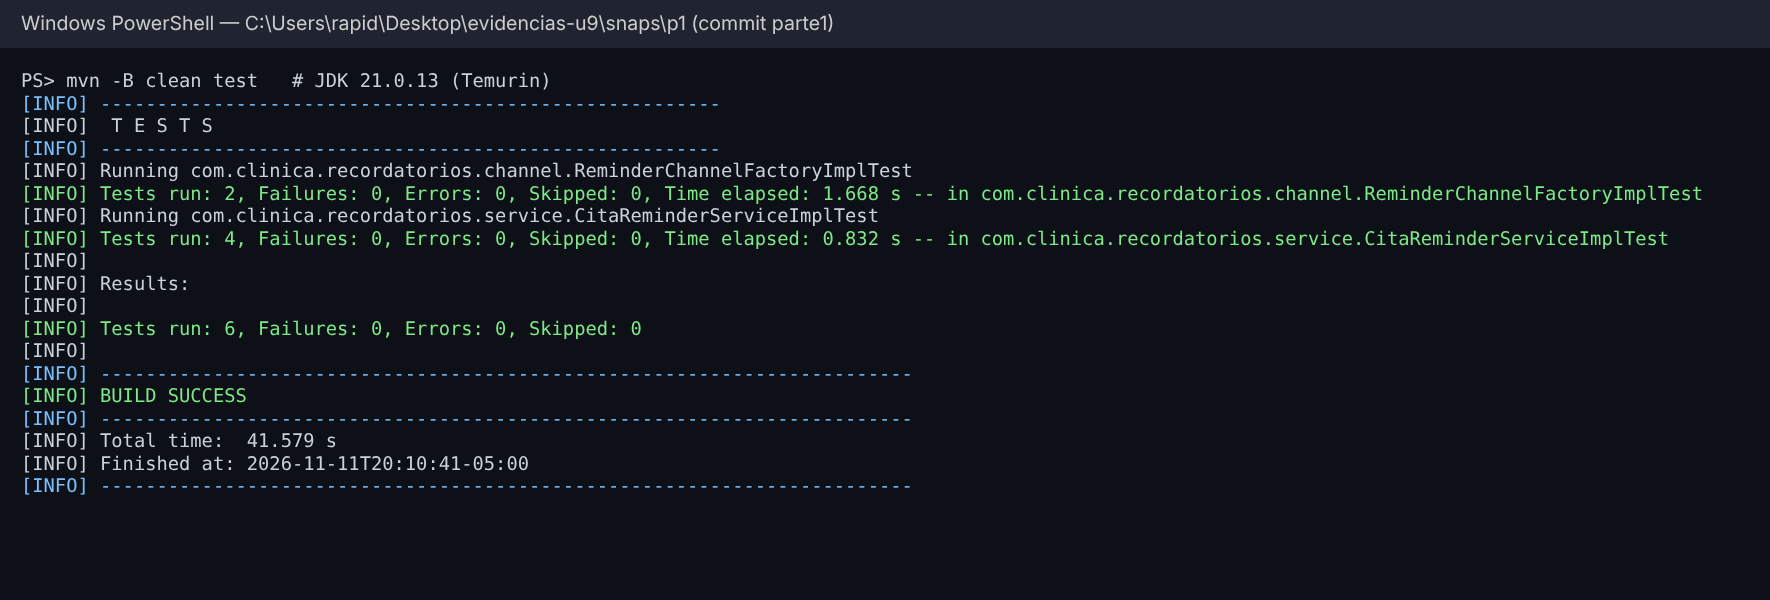 Windows PowerShell — C:\Users\rapid\Desktop\evidencias-u9\snaps\p1 (commit parte1)
PS> mvn -B clean test   # JDK 21.0.13 (Temurin)
[INFO] -------------------------------------------------------
[INFO]  T E S T S
[INFO] -------------------------------------------------------
[INFO] Running com.clinica.recordatorios.channel.ReminderChannelFactoryImplTest
[INFO] Tests run: 2, Failures: 0, Errors: 0, Skipped: 0, Time elapsed: 1.668 s -- in com.clinica.recordatorios.channel.ReminderChannelFactoryImplTest
[INFO] Running com.clinica.recordatorios.service.CitaReminderServiceImplTest
[INFO] Tests run: 4, Failures: 0, Errors: 0, Skipped: 0, Time elapsed: 0.832 s -- in com.clinica.recordatorios.service.CitaReminderServiceImplTest
[INFO]
[INFO] Results:
[INFO]
[INFO] Tests run: 6, Failures: 0, Errors: 0, Skipped: 0
[INFO]
[INFO] ------------------------------------------------------------------------
[INFO] BUILD SUCCESS
[INFO] ------------------------------------------------------------------------
[INFO] Total time:  41.579 s
[INFO] Finished at: 2026-11-11T20:10:41-05:00
[INFO] ------------------------------------------------------------------------